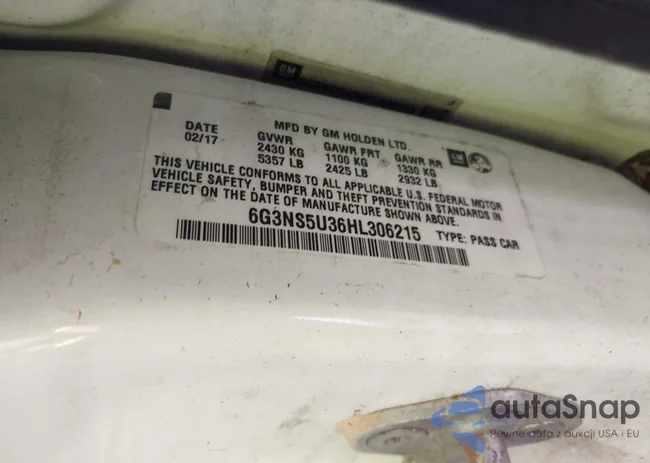 GM
MFD BY GM HOLDEN LTD.
DATE GVWR GAWR FRT GAWR RR
02/17 2430 KG 1100 KG 1330 KG
5357 LB 2425 LB 2932 LB
GM
THIS VEHICLE CONFORMS TO ALL APPLICABLE U.S. FEDERAL MOTOR
VEHICLE SAFETY, BUMPER AND THEFT PREVENTION STANDARDS IN
EFFECT ON THE DATE OF MANUFACTURE SHOWN ABOVE.
6G3NS5U36HL306215 TYPE: PASS CAR
autaSnap
Pewne auta z aukcji USA i EU